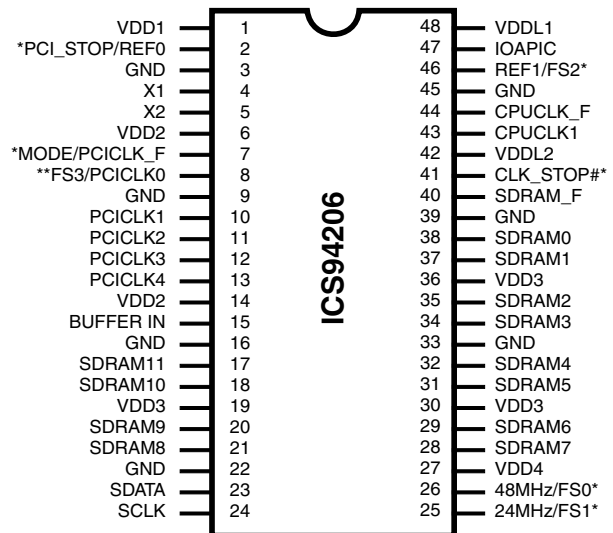 VDD1 1 48 VDDL1
*PCI_STOP/REF0 2 47 IOAPIC
GND 3 46 REF1/FS2*
X1 4 45 GND
X2 5 44 CPUCLK_F
VDD2 6 43 CPUCLK1
*MODE/PCICLK_F 7 42 VDDL2
**FS3/PCICLK0 8 41 CLK_STOP#*
GND 9 40 SDRAM_F
PCICLK1 10 39 GND
PCICLK2 11 38 SDRAM0
PCICLK3 12 37 SDRAM1
PCICLK4 13 36 VDD3
VDD2 14 35 SDRAM2
BUFFER IN 15 34 SDRAM3
GND 16 33 GND
SDRAM11 17 32 SDRAM4
SDRAM10 18 31 SDRAM5
VDD3 19 30 VDD3
SDRAM9 20 29 SDRAM6
SDRAM8 21 28 SDRAM7
GND 22 27 VDD4
SDATA 23 26 48MHz/FS0*
SCLK 24 25 24MHz/FS1*
ICS94206